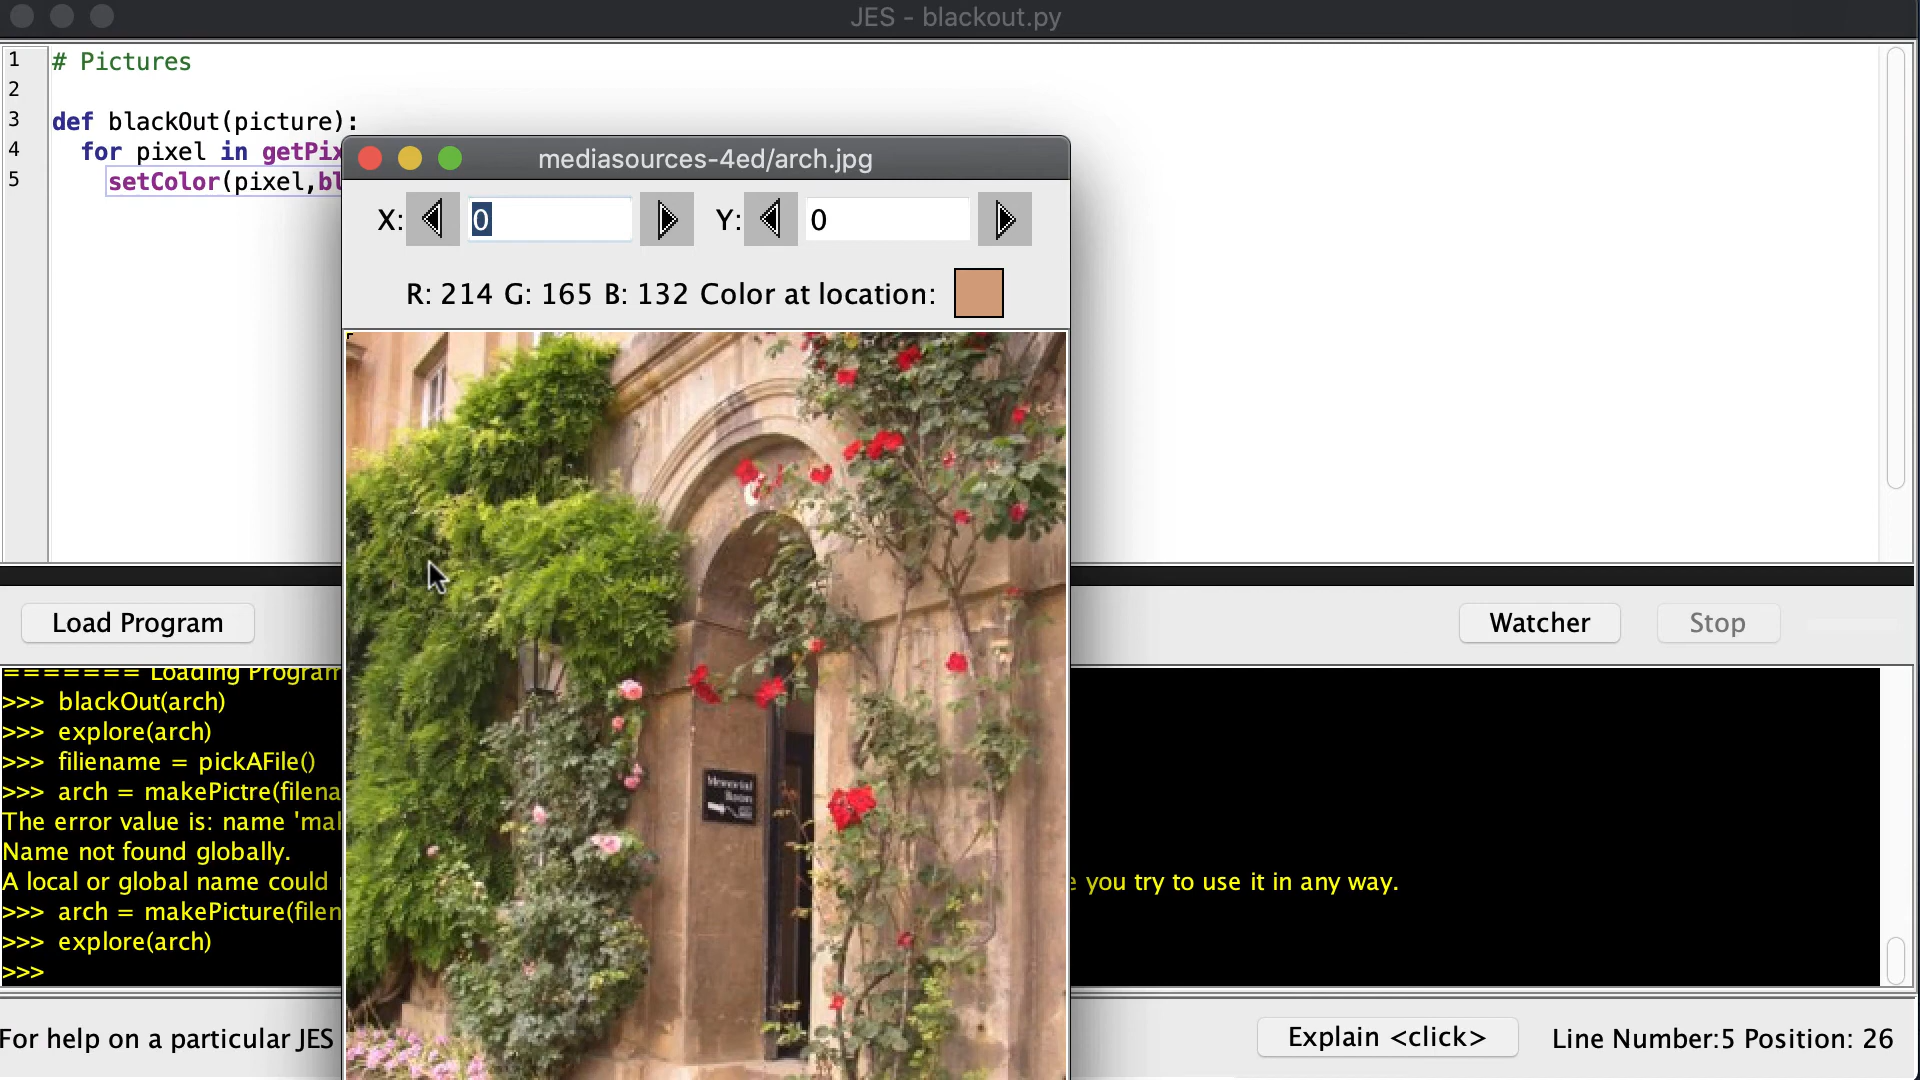 JES - blackout.py
1 # Pictures
2
3 def blackOut(picture):
4 for pixel in getPix
5 setColor(pixel,bl
mediasources-4ed/arch.jpg
X: 0 Y: 0
R: 214 G: 165 B: 132 Color at location:
Memorial
Room
Load Program
Watcher
Stop
======= Loading Program
>>> blackOut(arch)
>>> explore(arch)
>>> filiename = pickAFile()
>>> arch = makePictre(filena
The error value is: name 'mal
Name not found globally.
A local or global name could e you try to use it in any way.
>>> arch = makePicture(filen
>>> explore(arch)
>>>
For help on a particular JES
Explain <click>
Line Number:5 Position: 26